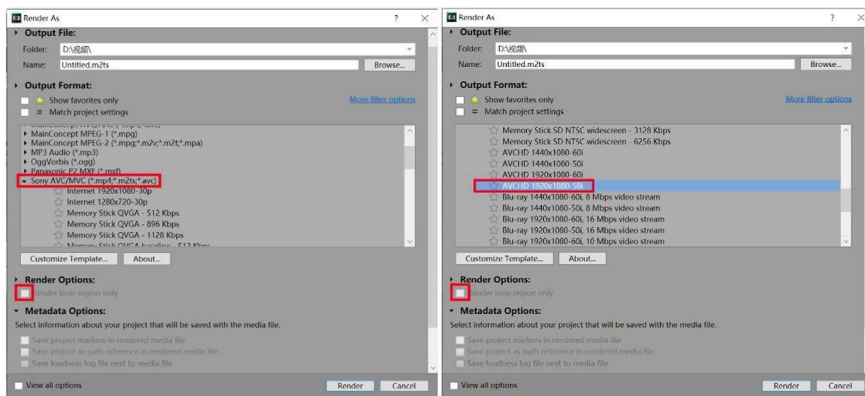 Render As
Output File:
Folder: D:\视频\
Name: Untitled.m2ts Browse...
Output Format:
Show favorites only More filter options
= Match project settings
MainConcept MPEG-1 (*.mpg)
MainConcept MPEG-2 (*.mpg;*.m2v;*.m2t;*.mpa)
MP3 Audio (*.mp3)
OggVorbis (*.ogg)
Panasonic P2 MXF (*.mxf)
Sony AVC/MVC (*.mp4;*.m2ts;*.avc)
Internet 1920x1080-30p
Internet 1280x720-30p
Memory Stick QVGA - 512 Kbps
Memory Stick QVGA - 896 Kbps
Memory Stick QVGA - 1128 Kbps
Customize Template... About...
Render Options:
Render loop region only
Metadata Options:
Select information about your project that will be saved with the media file.
Save project markers in rendered media file
Save project as path reference in rendered media file
Save loudness log file next to media file
View all options Render Cancel
Render As
Output File:
Folder: D:\视频\
Name: Untitled.m2ts Browse...
Output Format:
Show favorites only More filter options
= Match project settings
Memory Stick SD NTSC widescreen - 3128 Kbps
Memory Stick SD NTSC widescreen - 6256 Kbps
AVCHD 1440x1080-60i
AVCHD 1440x1080-50i
AVCHD 1920x1080-60i
AVCHD 1920x1080-50i
Blu-ray 1440x1080-60i, 8 Mbps video stream
Blu-ray 1440x1080-50i, 8 Mbps video stream
Blu-ray 1920x1080-60i, 16 Mbps video stream
Blu-ray 1920x1080-50i, 16 Mbps video stream
Blu-ray 1920x1080-60i, 10 Mbps video stream
Customize Template... About...
Render Options:
Render loop region only
Metadata Options:
Select information about your project that will be saved with the media file.
Save project markers in rendered media file
Save project as path reference in rendered media file
Save loudness log file next to media file
View all options Render Cancel